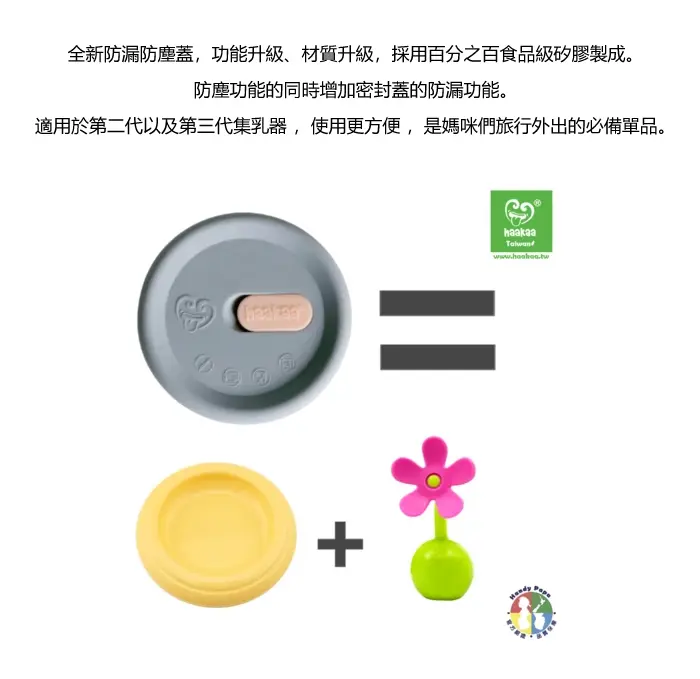 全新防漏防塵蓋，功能升級、材質升級，採用百分之百食品級矽膠製成。
防塵功能的同時增加密封蓋的防漏功能。
適用於第二代以及第三代集乳器 ，使用更方便 ，是媽咪們旅行外出的必備單品。
haakaa®
Taiwan
www.haakaa.tw
haakaa
Handy Papa